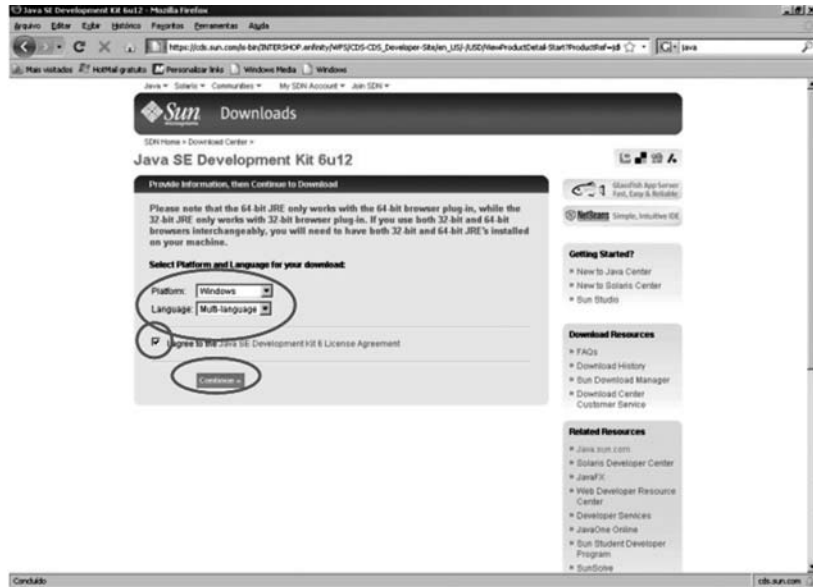 Java SE Development Kit 6u12 - Mozilla Firefox
Arquivo Editar Exibir Histórico Favoritos Ferramentas Ajuda
java
Mais visitados HotMail gratuito Personalizar links Windows Media Windows
Java Solaris Communities My SDN Account Join SDN
Sun Downloads
SDN Home > Download Center >
Java SE Development Kit 6u12
Provide Information, then Continue to Download
Please note that the 64-bit JRE only works with the 64-bit browser plug-in, while the
32-bit JRE only works with 32-bit browser plug-in. If you use both 32-bit and 64-bit
browsers interchangeably, you will need to have both 32-bit and 64-bit JRE's installed
on your machine.
Select Platform and Language for your download:
Platform: Windows
Language: Multi-language
I agree to the Java SE Development Kit 6 License Agreement
Continue »
GlassFish App Server
Fast, Easy & Reliable
NetBeans Simple, Intuitive IDE
Getting Started?
» New to Java Center
» New to Solaris Center
» Sun Studio
Download Resources
» FAQs
» Download History
» Sun Download Manager
» Download Center
Customer Service
Related Resources
» Java.sun.com
» Solaris Developer Center
» JavaFX
» Web Developer Resource
Center
» Developer Services
» JavaOne Online
» Sun Student Developer
Program
» SunSolve
Concluído
cds.sun.com